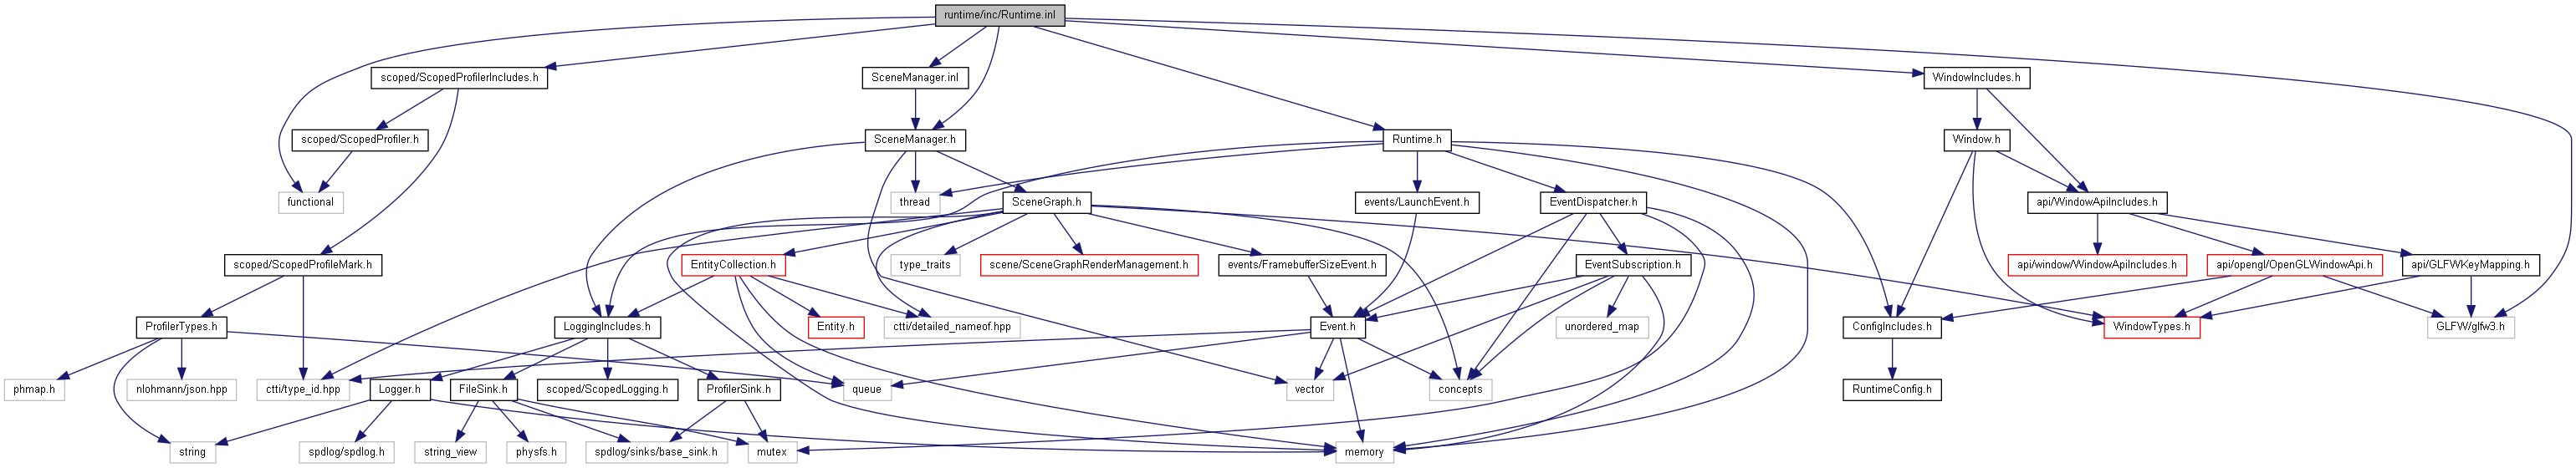 runtime/inc/Runtime.inl
scoped/ScopedProfilerIncludes.h
SceneManager.inl
WindowIncludes.h
scoped/ScopedProfiler.h
SceneManager.h
Runtime.h
Window.h
functional
thread
SceneGraph.h
events/LaunchEvent.h
EventDispatcher.h
api/WindowApiIncludes.h
scoped/ScopedProfileMark.h
EntityCollection.h
type_traits
scene/SceneGraphRenderManagement.h
events/FramebufferSizeEvent.h
EventSubscription.h
api/window/WindowApiIncludes.h
api/opengl/OpenGLWindowApi.h
api/GLFWKeyMapping.h
ProfilerTypes.h
LoggingIncludes.h
Entity.h
ctti/detailed_nameof.hpp
Event.h
unordered_map
ConfigIncludes.h
WindowTypes.h
GLFW/glfw3.h
phmap.h
nlohmann/json.hpp
ctti/type_id.hpp
Logger.h
FileSink.h
scoped/ScopedLogging.h
ProfilerSink.h
queue
vector
concepts
RuntimeConfig.h
string
spdlog/spdlog.h
string_view
physfs.h
spdlog/sinks/base_sink.h
mutex
memory